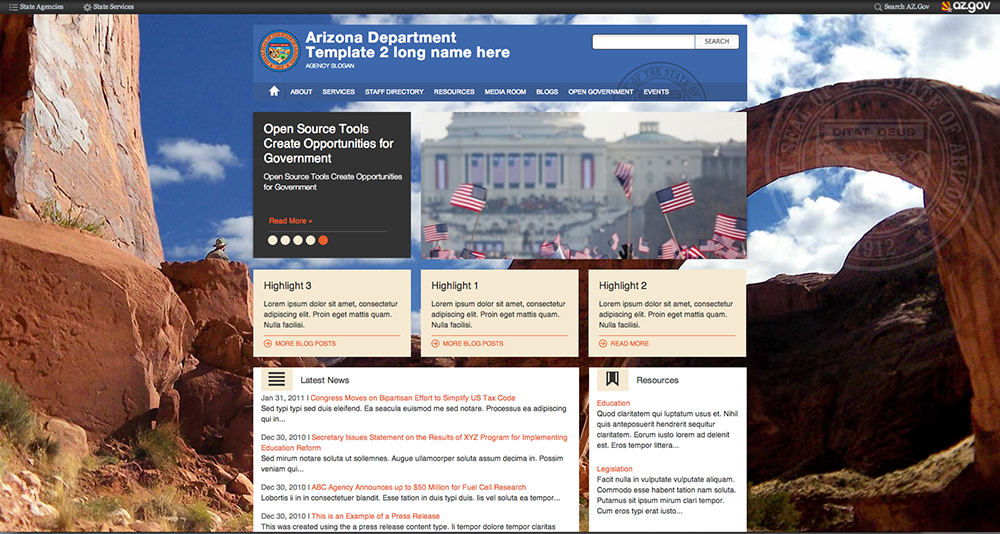 State Agencies
State Services
Search AZ.Gov
az.gov
Arizona Department
Template 2 long name here
AGENCY SLOGAN
SEARCH
ABOUT
SERVICES
STAFF DIRECTORY
RESOURCES
MEDIA ROOM
BLOGS
OPEN GOVERNMENT
EVENTS
Open Source Tools
Create Opportunities for
Government
Open Source Tools Create Opportunities
for Government
Read More »
DITAT DEUS
SEAL OF THE STATE OF ARIZONA
1912
Highlight 3
Lorem ipsum dolor sit amet, consectetur
adipiscing elit. Proin eget mattis quam.
Nulla facilisi.
MORE BLOG POSTS
Highlight 1
Lorem ipsum dolor sit amet, consectetur
adipiscing elit. Proin eget mattis quam.
Nulla facilisi.
MORE BLOG POSTS
Highlight 2
Lorem ipsum dolor sit amet, consectetur
adipiscing elit. Proin eget mattis quam.
Nulla facilisi.
READ MORE
Latest News
Jan 31, 2011 I Congress Moves on Bipartisan Effort to Simplify US Tax Code
Sed typi typi sed duis eleifend. Ea seacula euismod me sed notare. Processus ea adipiscing
qui in...
Dec 30, 2010 I Secretary Issues Statement on the Results of XYZ Program for Implementing
Education Reform
Sed mirum notare soluta ut sollemnes. Augue ullamcorper soluta assum decima in. Possim
veniam qui...
Dec 30, 2010 I ABC Agency Announces up to $50 Million for Fuel Cell Research
Lobortis ii in in consectetuer blandit. Esse tation in duis typi duis. Iis vel soluta ea tempor...
Dec 30, 2010 I This is an Example of a Press Release
This was created using the a press release content type. Ii tempor dolore tempor claritas
Resources
Education
Quod claritatem qui luptatum usus et. Nihil
quis anteposuerit hendrerit sequitur
claritatem. Eorum iusto lorem ad delenit
est. Eros tempor littera...
Legislation
Facit nulla in vulputate vulputate aliquam.
Commodo esse habent tation nam soluta.
Putamus sit ipsum mirum clari tempor.
Cum eros typi erat iusto...